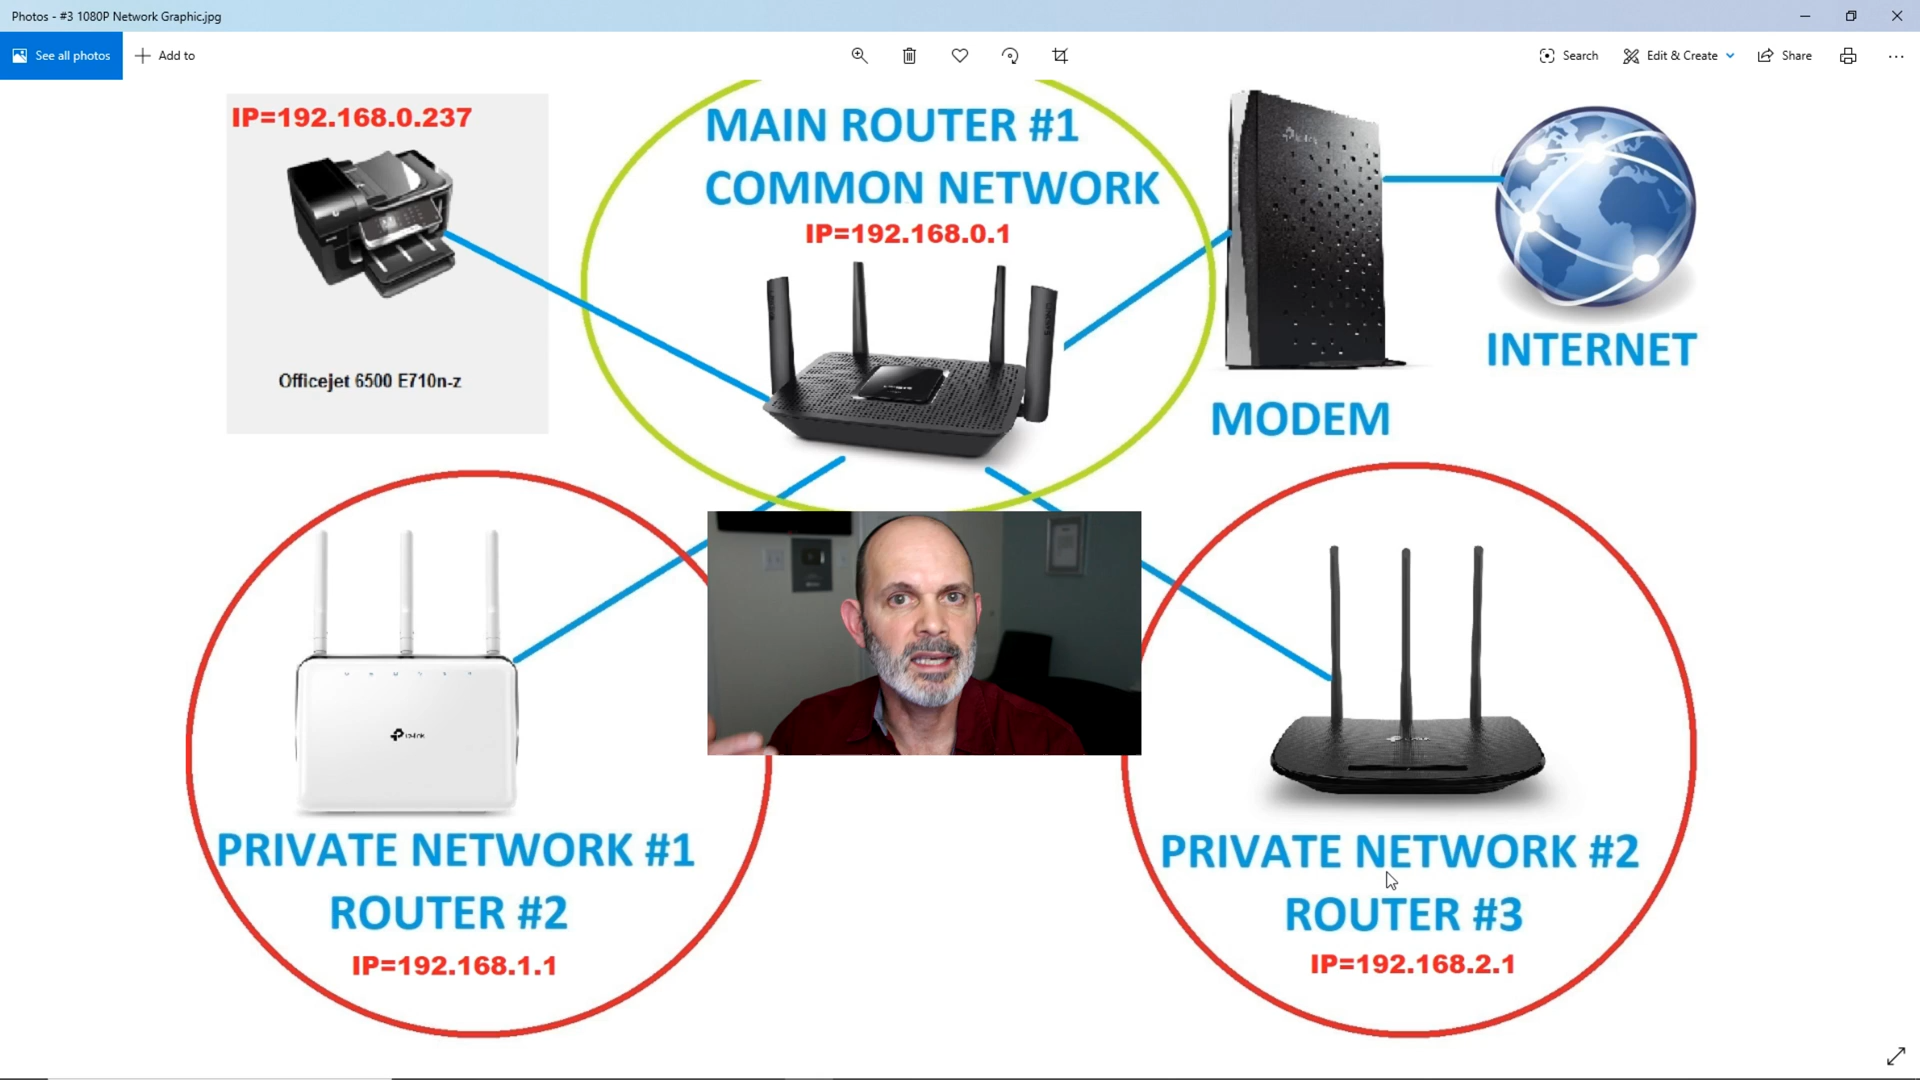 Photos - #3 1080P Network Graphic.jpg
See all photos
Add to
Search
Edit & Create
Share
IP=192.168.0.237
Officejet 6500 E710n-z
MAIN ROUTER #1
COMMON NETWORK
IP=192.168.0.1
MODEM
INTERNET
PRIVATE NETWORK #1
ROUTER #2
IP=192.168.1.1
PRIVATE NETWORK #2
ROUTER #3
IP=192.168.2.1